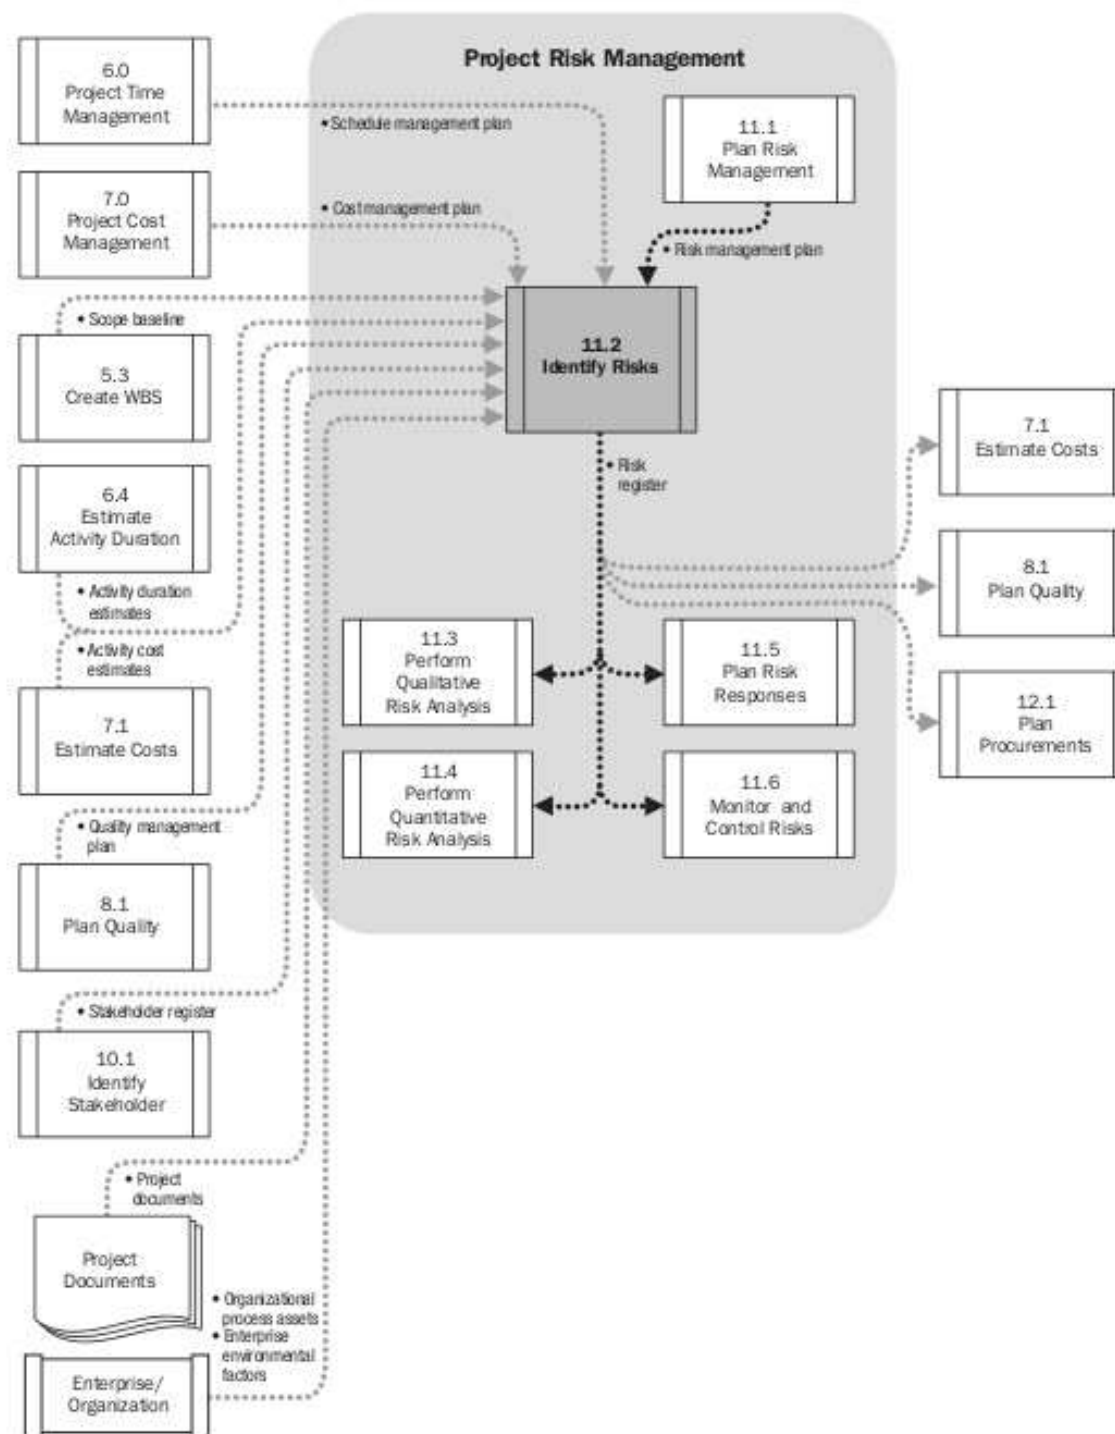 Project Risk Management
6.0
Project Time
Management
• Schedule management plan
11.1
Plan Risk
Management
7.0
Project Cost
Management
• Cost management plan
• Risk management plan
• Scope baseline
5.3
Create WBS
11.2
Identify Risks
• Risk
register
6.4
Estimate
Activity Duration
• Activity duration
estimates
• Activity cost
estimates
7.1
Estimate Costs
7.1
Estimate Costs
8.1
Plan Quality
12.1
Plan
Procurements
11.3
Perform
Qualitative
Risk Analysis
11.5
Plan Risk
Responses
11.4
Perform
Quantitative
Risk Analysis
11.6
Monitor and
Control Risks
• Quality management
plan
8.1
Plan Quality
• Stakeholder register
10.1
Identify
Stakeholder
• Project
documents
Project
Documents
• Organizational
process assets
• Enterprise
environmental
factors
Enterprise/
Organization